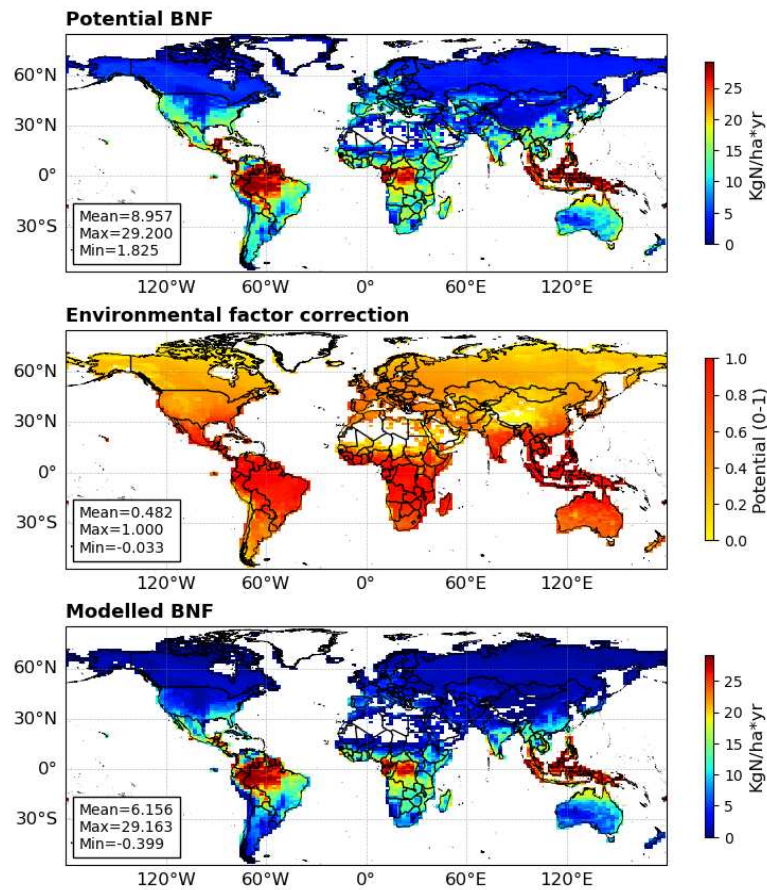 Potential BNF
60°N
30°N
0°
30°S
Mean=8.957
Max=29.200
Min=1.825
120°W
60°W
0°
60°E
120°E
25
20
15
10
5
0
KgN/ha*yr
Environmental factor correction
60°N
30°N
0°
30°S
Mean=0.482
Max=1.000
Min=-0.033
120°W
60°W
0°
60°E
120°E
1.0
0.8
0.6
0.4
0.2
0.0
Potential (0-1)
Modelled BNF
60°N
30°N
0°
30°S
Mean=6.156
Max=29.163
Min=-0.399
120°W
60°W
0°
60°E
120°E
25
20
15
10
5
0
KgN/ha*yr